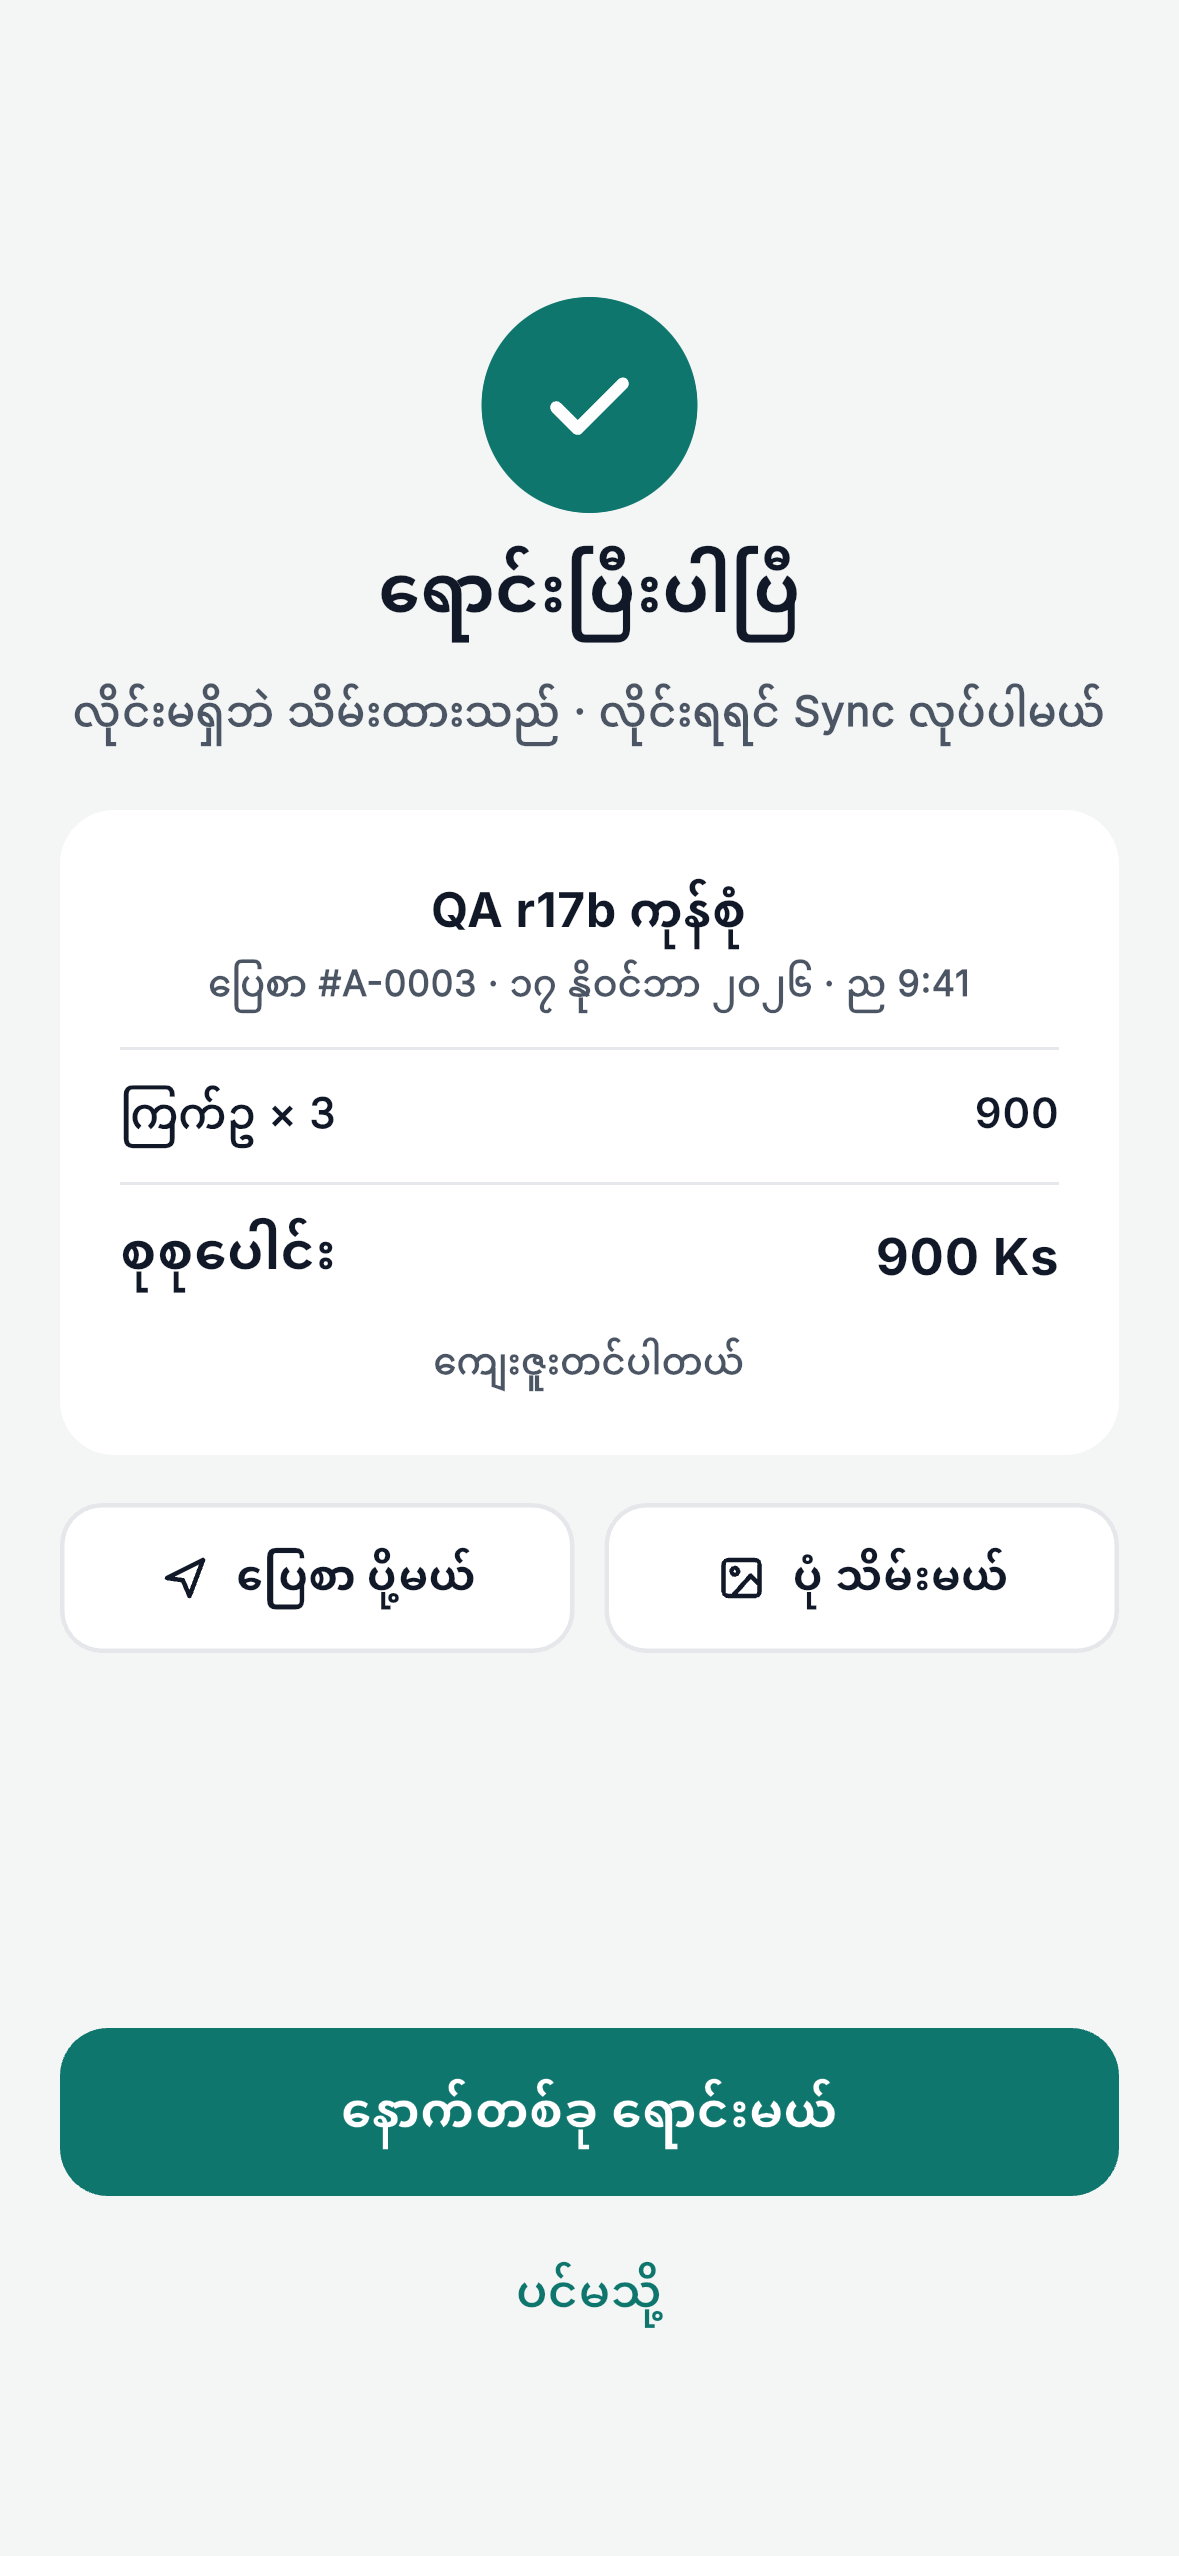 ရောင်းပြီးပါပြီ
လိုင်းမရှိဘဲ သိမ်းထားသည် · လိုင်းရရင် Sync လုပ်ပါမယ်
QA r17b ကုန်စုံ
ပြေစာ #A-0003 · ၁၇ နိုဝင်ဘာ ၂၀၂၆ · ည 9:41
ကြက်ဥ × 3 900
စုစုပေါင်း 900 Ks
ကျေးဇူးတင်ပါတယ်
ပြေစာ ပို့မယ် ပုံ သိမ်းမယ်
နောက်တစ်ခု ရောင်းမယ်
ပင်မသို့